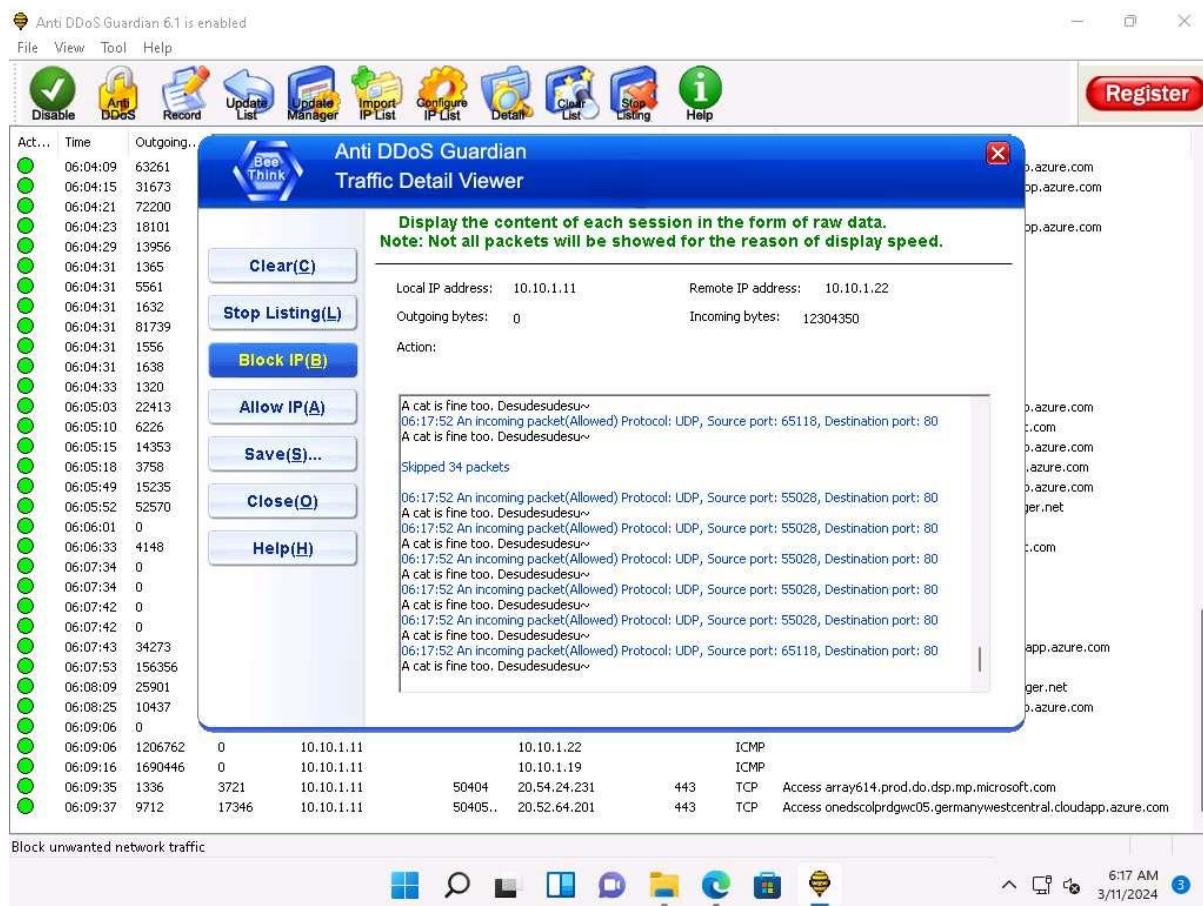 Anti DDoS Guardian 6.1 is enabled
File View Tool Help
Disable Anti DDoS Record Update List Update Manager Import IP List Configure IP List Detail Clear List Stop Listing Help Register
Act... Time Outgoing..
Bee Think
Anti DDoS Guardian
Traffic Detail Viewer
Display the content of each session in the form of raw data.
Note: Not all packets will be showed for the reason of display speed.
Clear(C)
Stop Listing(L)
Block IP(B)
Allow IP(A)
Save(S)...
Close(O)
Help(H)
Local IP address: 10.10.1.11 Remote IP address: 10.10.1.22
Outgoing bytes: 0 Incoming bytes: 12304350
Action:
A cat is fine too. Desudesudesu~
06:17:52 An incoming packet(Allowed) Protocol: UDP, Source port: 65118, Destination port: 80
A cat is fine too. Desudesudesu~
Skipped 34 packets
06:17:52 An incoming packet(Allowed) Protocol: UDP, Source port: 55028, Destination port: 80
A cat is fine too. Desudesudesu~
06:17:52 An incoming packet(Allowed) Protocol: UDP, Source port: 55028, Destination port: 80
A cat is fine too. Desudesudesu~
06:17:52 An incoming packet(Allowed) Protocol: UDP, Source port: 55028, Destination port: 80
A cat is fine too. Desudesudesu~
06:17:52 An incoming packet(Allowed) Protocol: UDP, Source port: 55028, Destination port: 80
A cat is fine too. Desudesudesu~
06:17:52 An incoming packet(Allowed) Protocol: UDP, Source port: 55028, Destination port: 80
A cat is fine too. Desudesudesu~
06:17:52 An incoming packet(Allowed) Protocol: UDP, Source port: 65118, Destination port: 80
A cat is fine too. Desudesudesu~
06:04:09 63261 p.azure.com
06:04:15 31673 pp.azure.com
06:04:21 72200
06:04:23 18101 pp.azure.com
06:04:29 13956
06:04:31 1365
06:04:31 5561
06:04:31 1632
06:04:31 81739
06:04:31 1556
06:04:31 1638
06:04:33 1320
06:05:03 22413 p.azure.com
06:05:10 6226 :.com
06:05:15 14353 p.azure.com
06:05:18 3758 .azure.com
06:05:49 15235 p.azure.com
06:05:52 52570 ger.net
06:06:01 0
06:06:33 4148 :.com
06:07:34 0
06:07:34 0
06:07:42 0
06:07:42 0
06:07:43 34273 app.azure.com
06:07:53 156356
06:08:09 25901 ger.net
06:08:25 10437 p.azure.com
06:09:06 0
06:09:06 1206762 0 10.10.1.11 10.10.1.22 ICMP
06:09:16 1690446 0 10.10.1.11 10.10.1.19 ICMP
06:09:35 1336 3721 10.10.1.11 50404 20.54.24.231 443 TCP Access array614.prod.do.dsp.mp.microsoft.com
06:09:37 9712 17346 10.10.1.11 50405.. 20.52.64.201 443 TCP Access onedscolprdgwc05.germanywestcentral.cloudapp.azure.com
Block unwanted network traffic
6:17 AM
3/11/2024
3